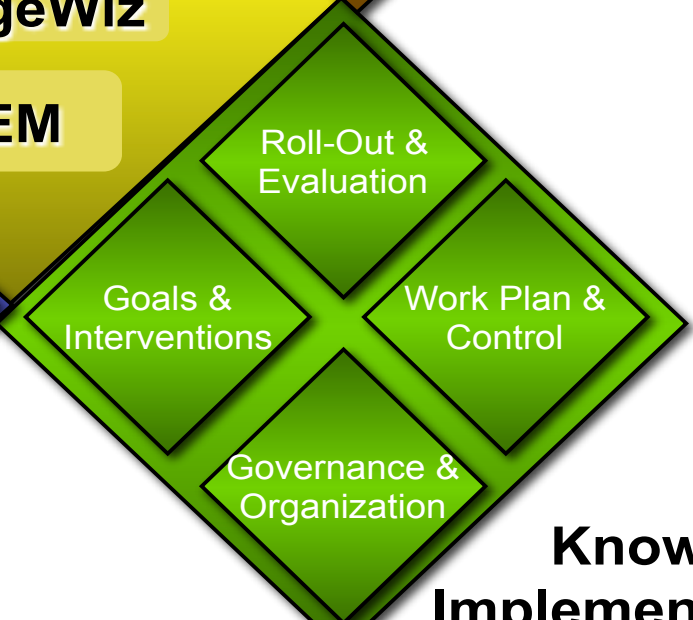 geWiz
EM
Roll-Out &
Evaluation
Goals &
Interventions
Work Plan &
Control
Governance &
Organization
Know
Implemen